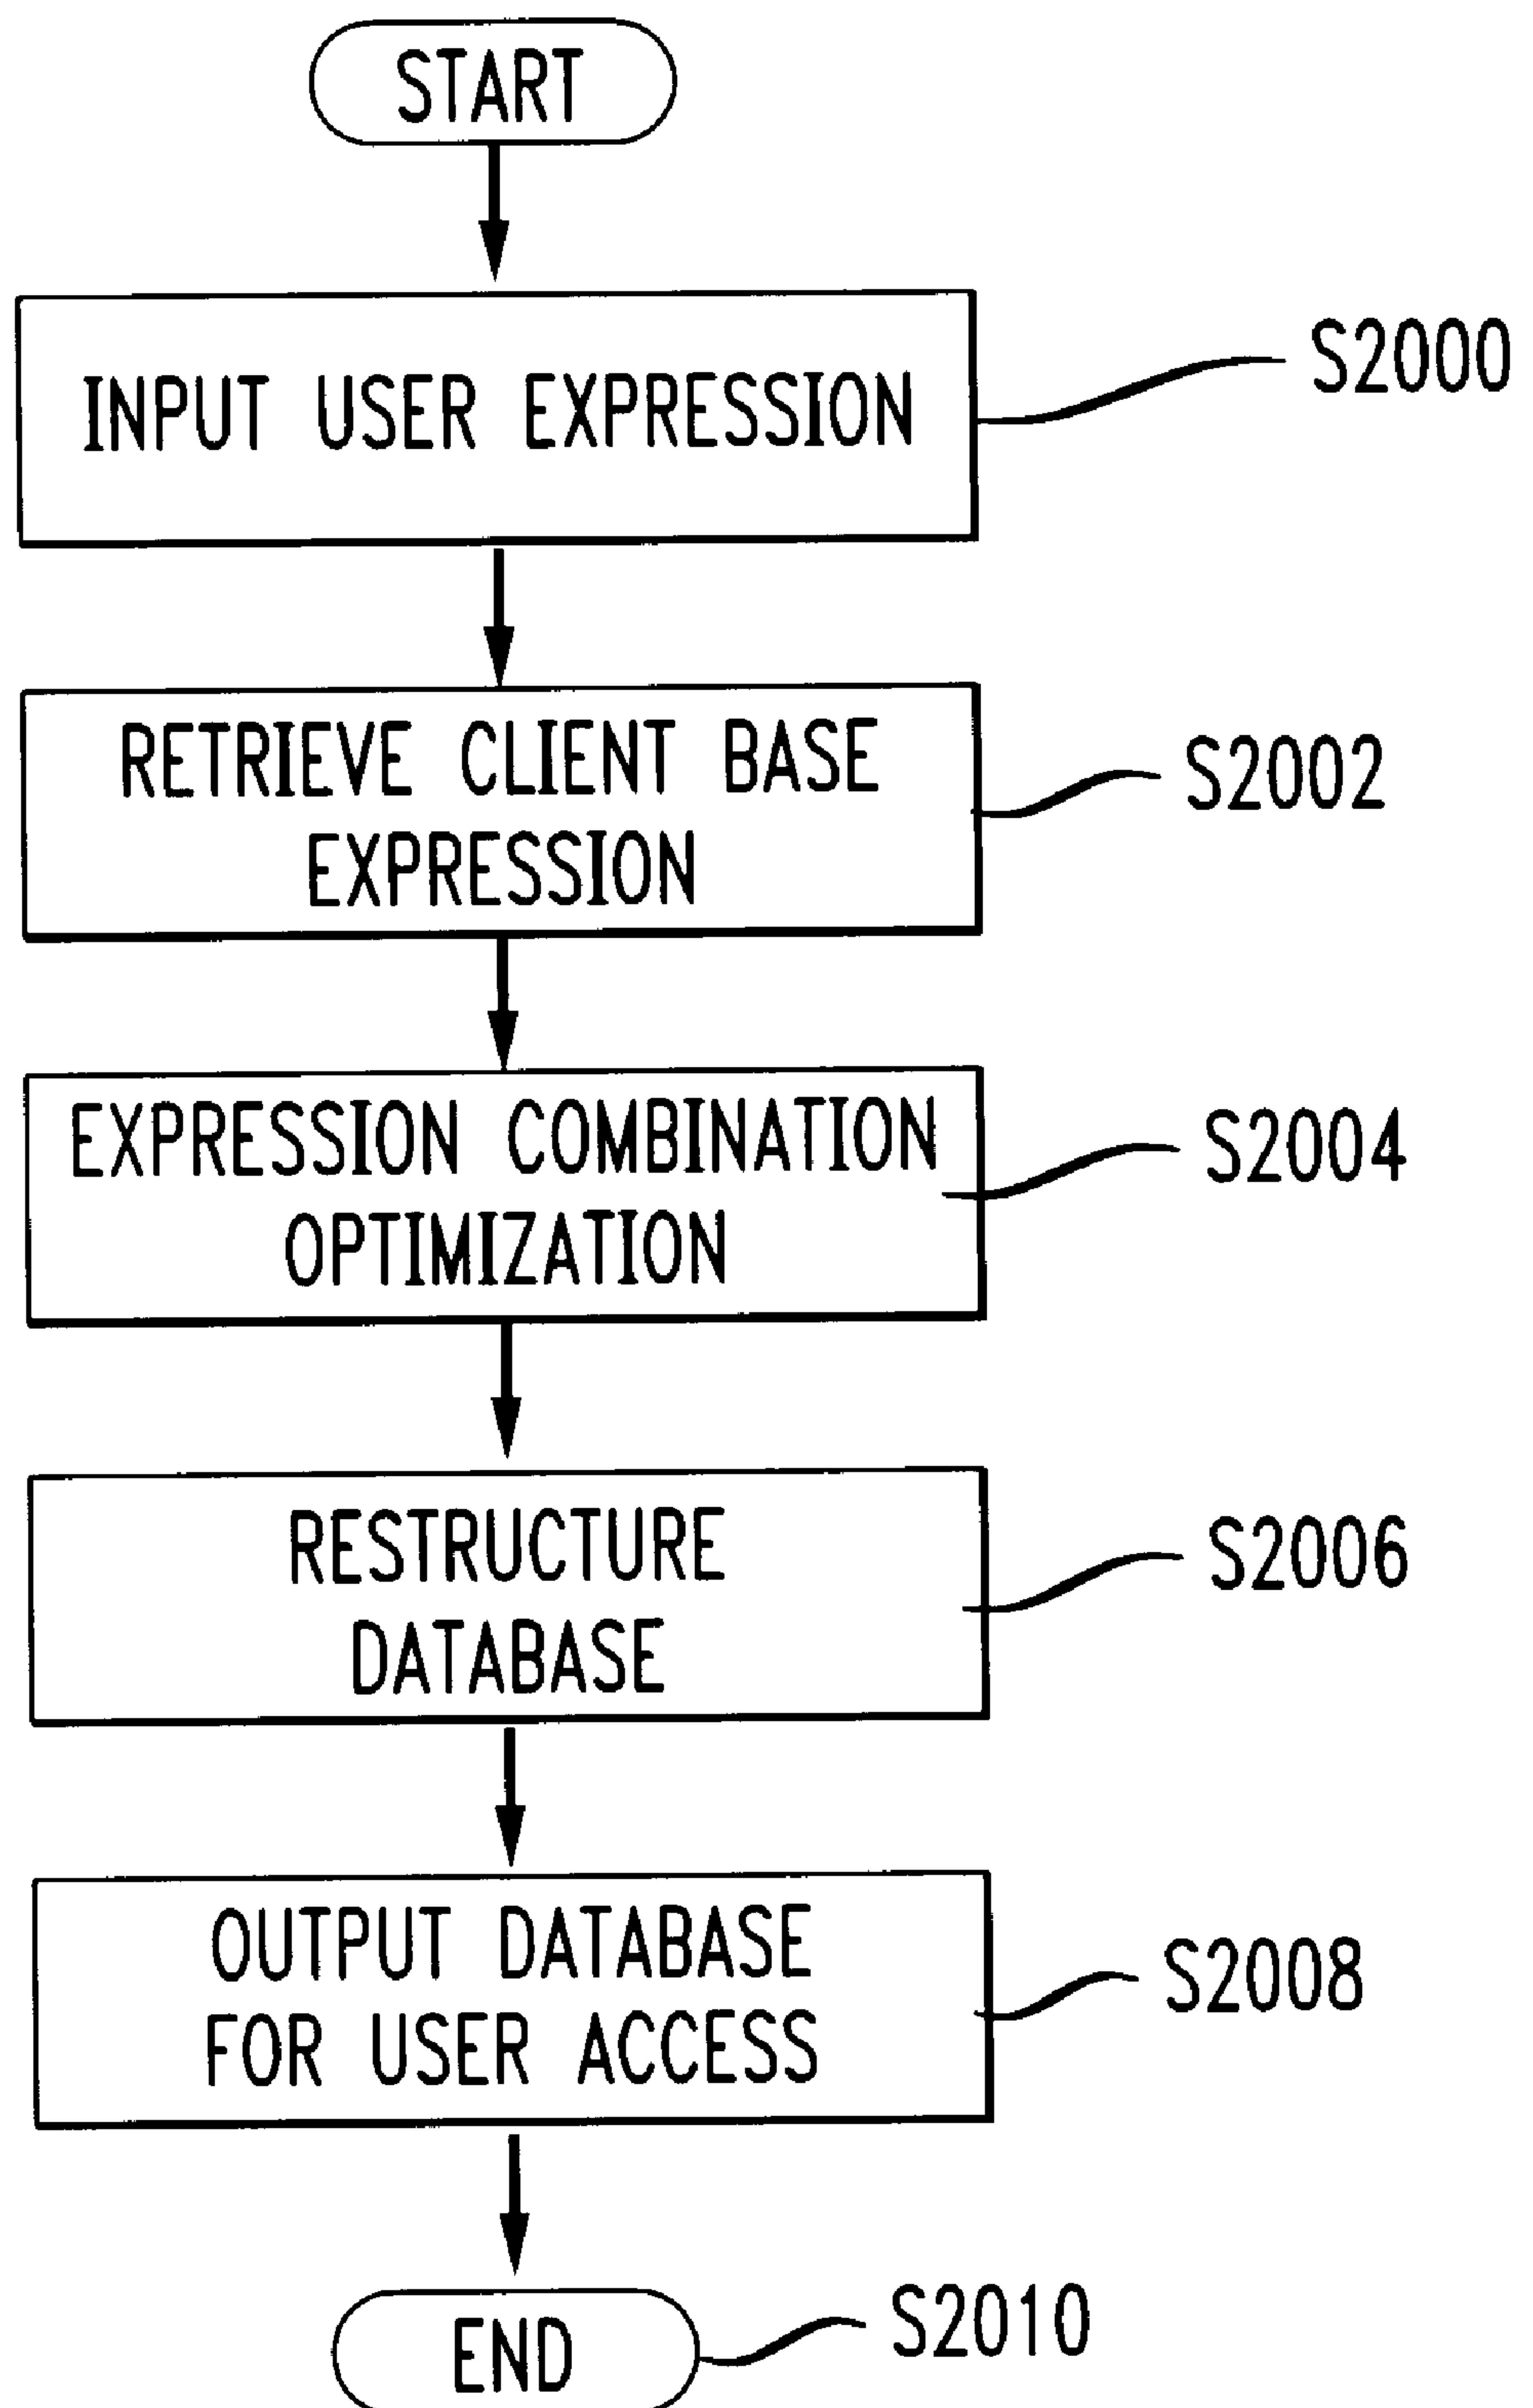 START
INPUT USER EXPRESSION
S2000
RETRIEVE CLIENT BASE
EXPRESSION
S2002
EXPRESSION COMBINATION
OPTIMIZATION
S2004
RESTRUCTURE
DATABASE
S2006
OUTPUT DATABASE
FOR USER ACCESS
S2008
END
S2010